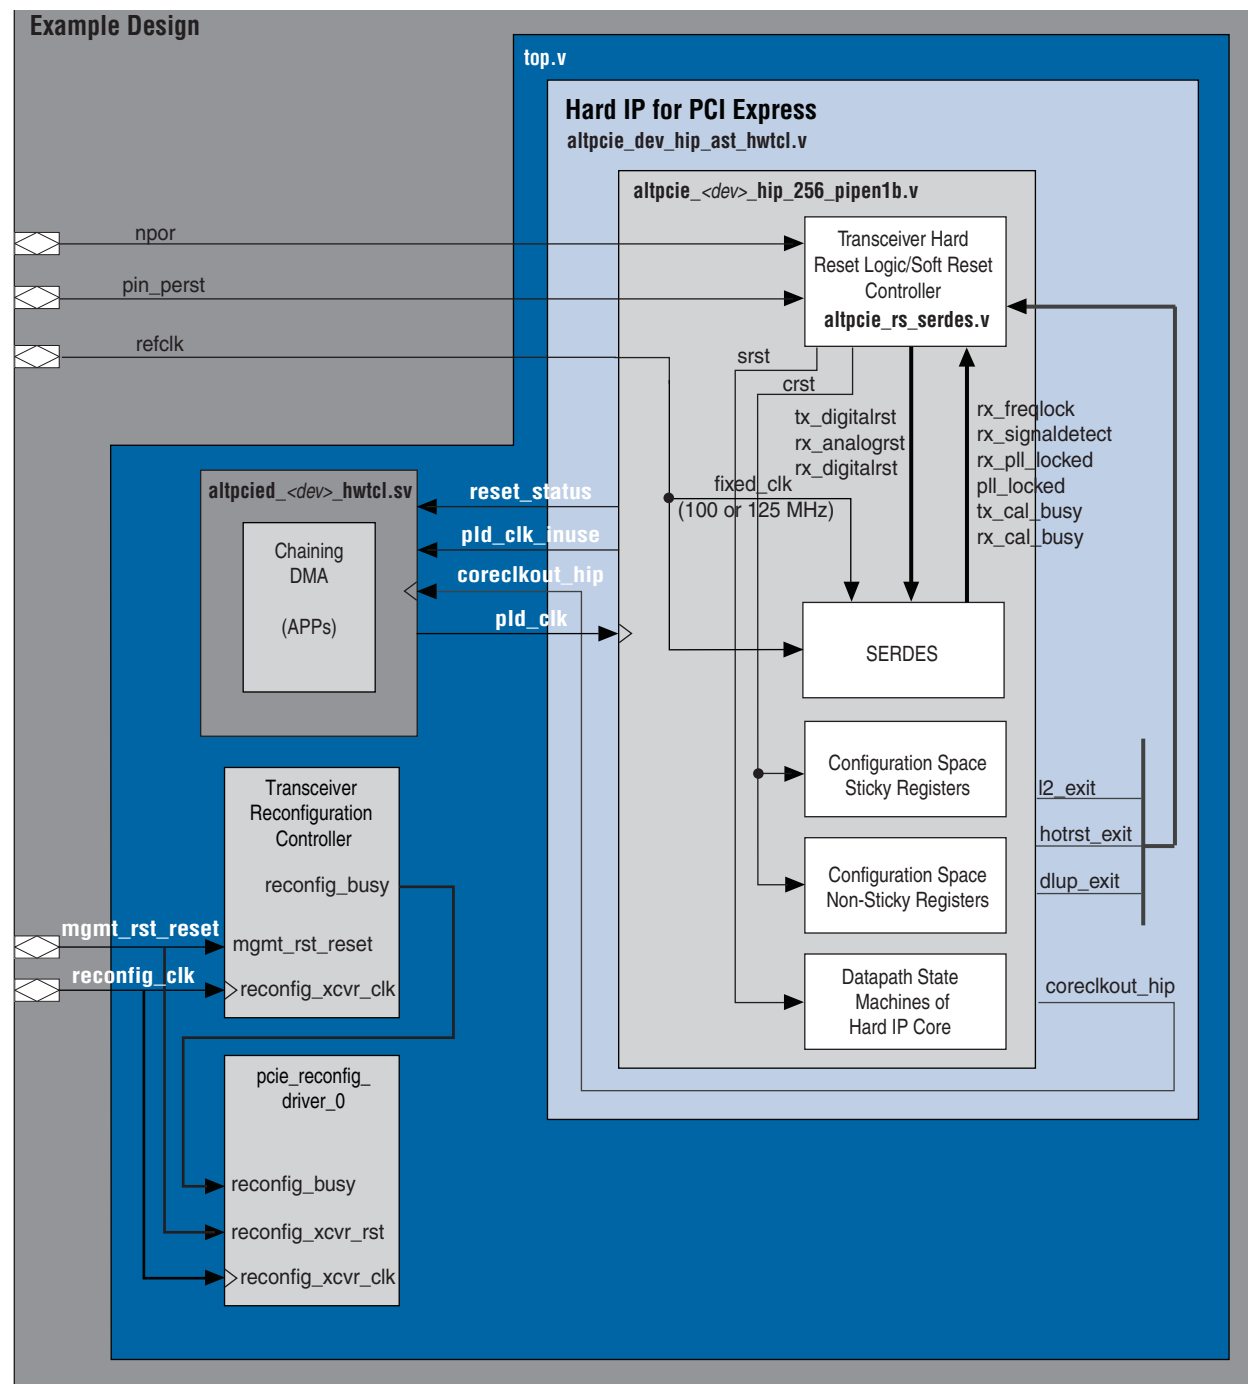 Example Design
top.v
Hard IP for PCI Express
altpcie_dev_hip_ast_hwtcl.v
altpcie_<dev>_hip_256_pipen1b.v
npor
pin_perst
refclk
Transceiver Hard
Reset Logic/Soft Reset
Controller
altpcie_rs_serdes.v
srst
crst
tx_digitalrst
rx_analogrst
rx_digitalrst
rx_freqlock
rx_signaldetect
rx_pll_locked
pll_locked
tx_cal_busy
rx_cal_busy
fixed_clk
(100 or 125 MHz)
altpcied_<dev>_hwtcl.sv
Chaining
DMA
(APPs)
reset_status
pld_clk_inuse
coreclkout_hip
pld_clk
SERDES
Configuration Space
Sticky Registers
Configuration Space
Non-Sticky Registers
Datapath State
Machines of
Hard IP Core
l2_exit
hotrst_exit
dlup_exit
coreclkout_hip
Transceiver
Reconfiguration
Controller
reconfig_busy
mgmt_rst_reset
mgmt_rst_reset
reconfig_clk
reconfig_xcvr_clk
pcie_reconfig_
driver_0
reconfig_busy
reconfig_xcvr_rst
reconfig_xcvr_clk